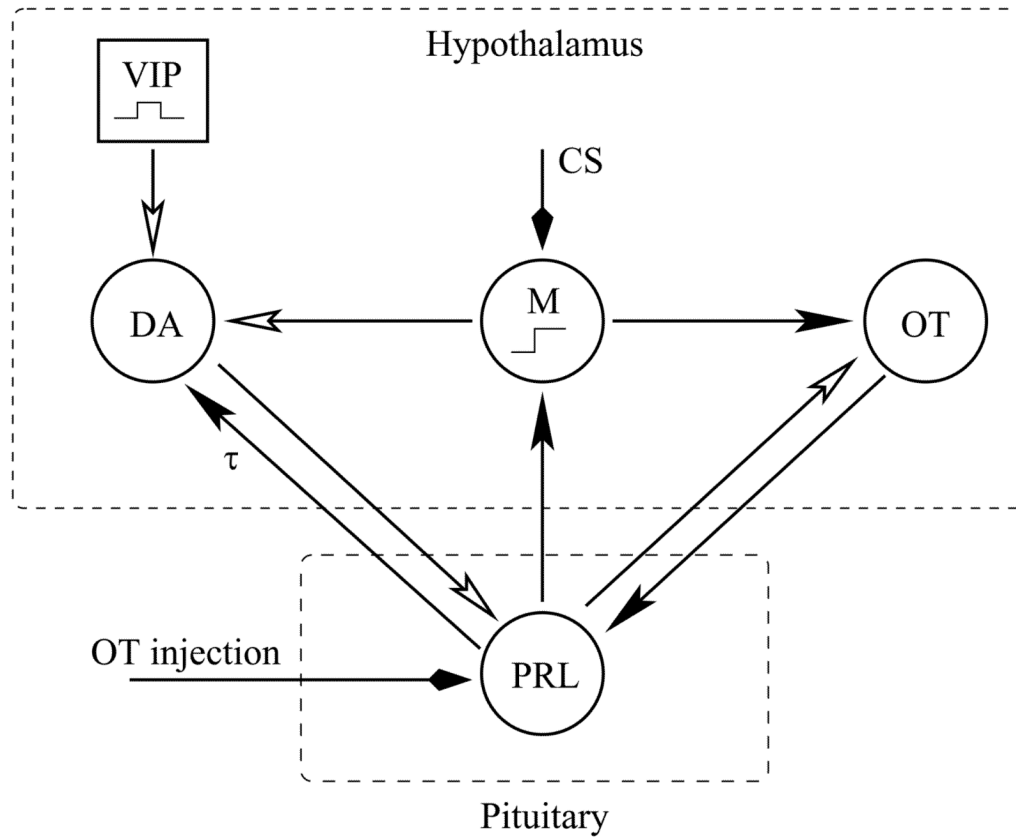 Hypothalamus
VIP
CS
DA
M
OT
τ
OT injection
PRL
Pituitary